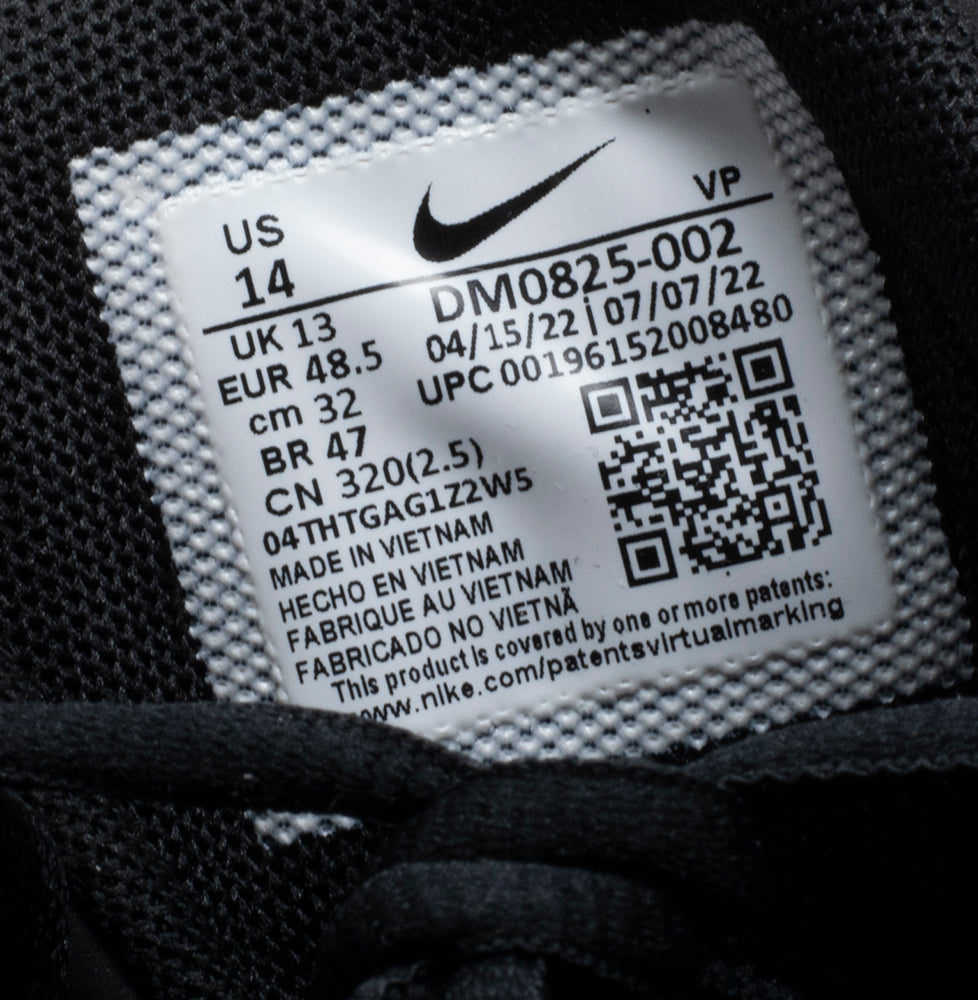 US
14
VP
UK 13
EUR 48.5
cm 32
BR 47
CN 320(2.5)
DM0825-002
04/15/22 | 07/07/22
UPC 00196152008480
04THTGAG1Z2W5
MADE IN VIETNAM
HECHO EN VIETNAM
FABRIQUE AU VIETNAM
FABRICADO NO VIETNÃ
This product is covered by one or more patents:
www.nike.com/patentsvirtualmarking